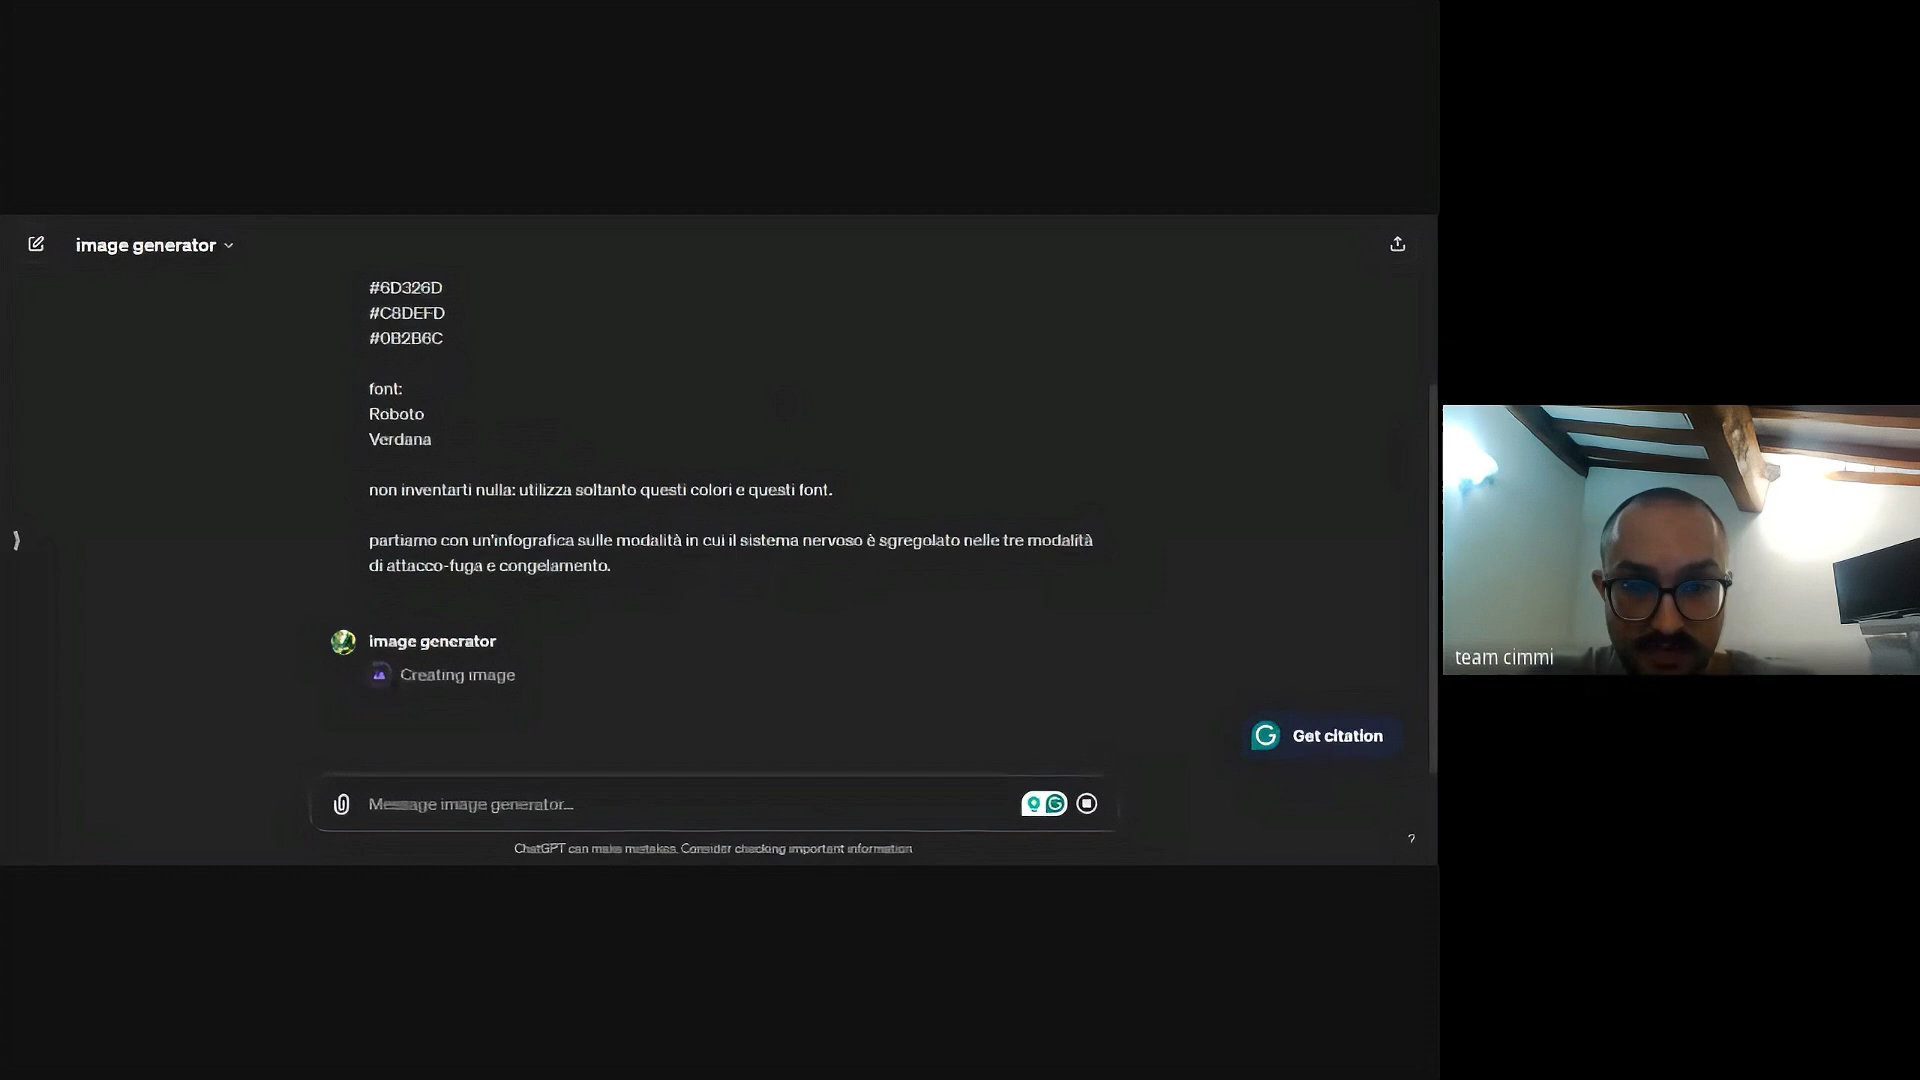 image generator
#6D326D
#C8DEFD
#0B2B6C
font:
Roboto
Verdana
non inventarti nulla: utilizza soltanto questi colori e questi font.
partiamo con un'infografica sulle modalità in cui il sistema nervoso è sgregolato nelle tre modalità
di attacco-fuga e congelamento.
image generator
Creating image
Get citation
Message image generator...
ChatGPT can make mistakes. Consider checking important information.
?
team cimmi